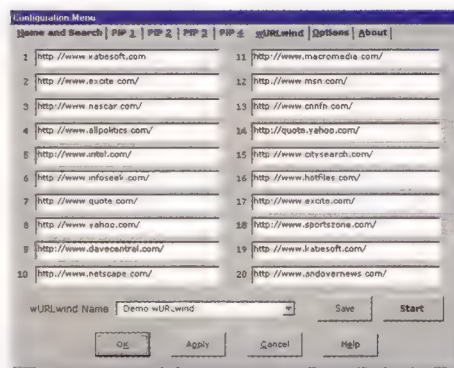 Configuration Menu
Home and Search | PIP 1 | PIP 2 | PIP 3 | PIP 4 | wURLwind | Options | About
1 http://www.kabesoft.com
2 http://www.excite.com/
3 http://www.nascar.com/
4 http://www.allpolitics.com/
5 http://www.intel.com/
6 http://www.infoseek.com/
7 http://www.quote.com/
8 http://www.yahoo.com/
9 http://www.davecentral.com/
10 http://www.netscape.com/
11 http://www.macromedia.com/
12 http://www.msn.com/
13 http://www.cnnfn.com/
14 http://quote.yahoo.com/
15 http://www.citysearch.com/
16 http://www.hotfiles.com/
17 http://www.excite.com/
18 http://www.sportszone.com/
19 http://www.kabesoft.com/
20 http://www.andovernews.com/
wURLwind Name Demo wURLwind Save Start
OK Apply Cancel Help